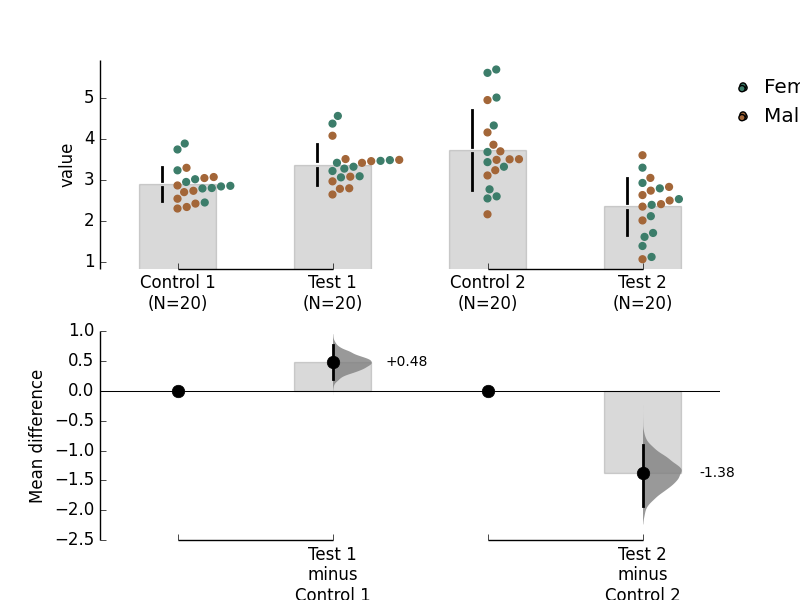 5
4
3
2
1
value
Fem
Mal
Control 1
(N=20)
Test 1
(N=20)
Control 2
(N=20)
Test 2
(N=20)
1.0
0.5
0.0
−0.5
−1.0
−1.5
−2.0
−2.5
Mean difference
+0.48
-1.38
Test 1
minus
Control 1
Test 2
minus
Control 2